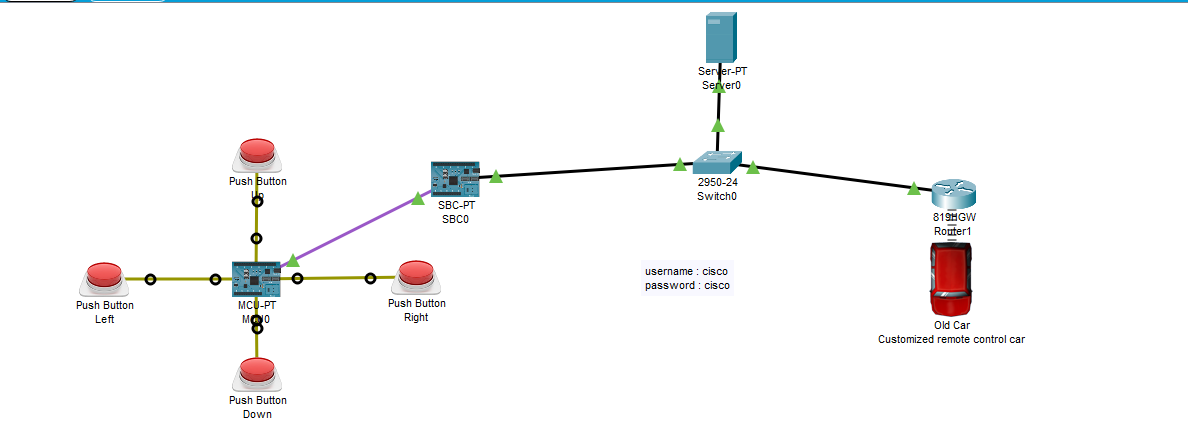 Server-PT
Server0
Push Button
Up
SBC-PT
SBC0
2950-24
Switch0
819HGW
Router1
username : cisco
password : cisco
Push Button
Left
MCU-PT
MCU0
Push Button
Right
Old Car
Customized remote control car
Push Button
Down